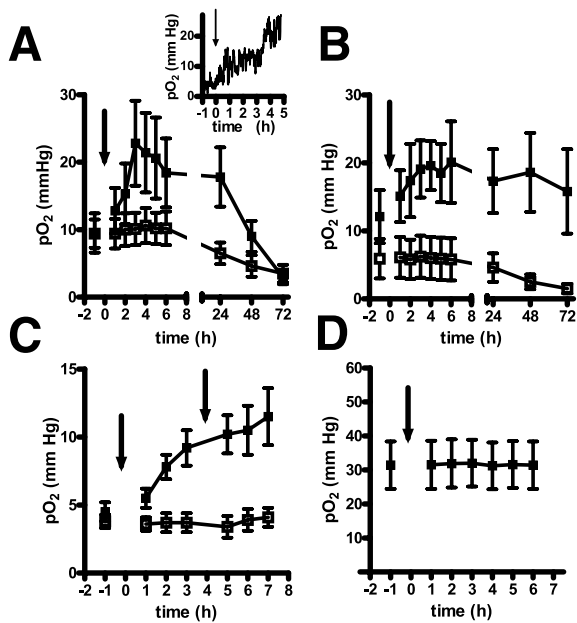 A
pO2 (mm Hg)
20
10
0
-1 0 1 2 3 4 5
time (h)
pO2 (mmHg)
30
20
10
0
-2 0 2 4 6 8 24 48 72
time (h)
B
pO2 (mm Hg)
30
20
10
0
-2 0 2 4 6 8 24 48 72
time (h)
C
pO2 (mm Hg)
15
10
5
0
-2 -1 0 1 2 3 4 5 6 7 8
time (h)
D
pO2 (mm Hg)
60
50
40
30
20
10
0
-2 -1 0 1 2 3 4 5 6 7
time (h)